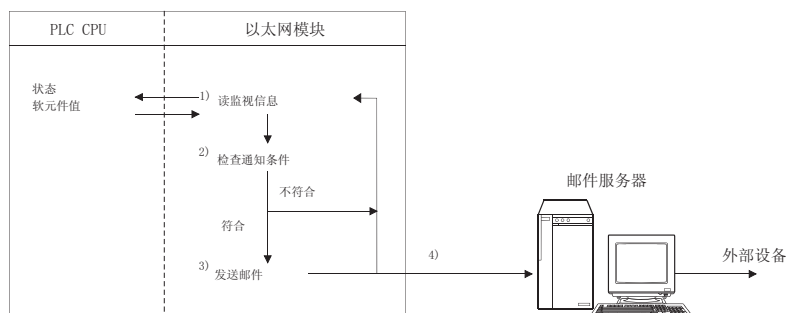 PLC CPU
以太网模块
状态
软元件值
1) 读监视信息
2) 检查通知条件
不符合
符合
3) 发送邮件
4)
邮件服务器
外部设备